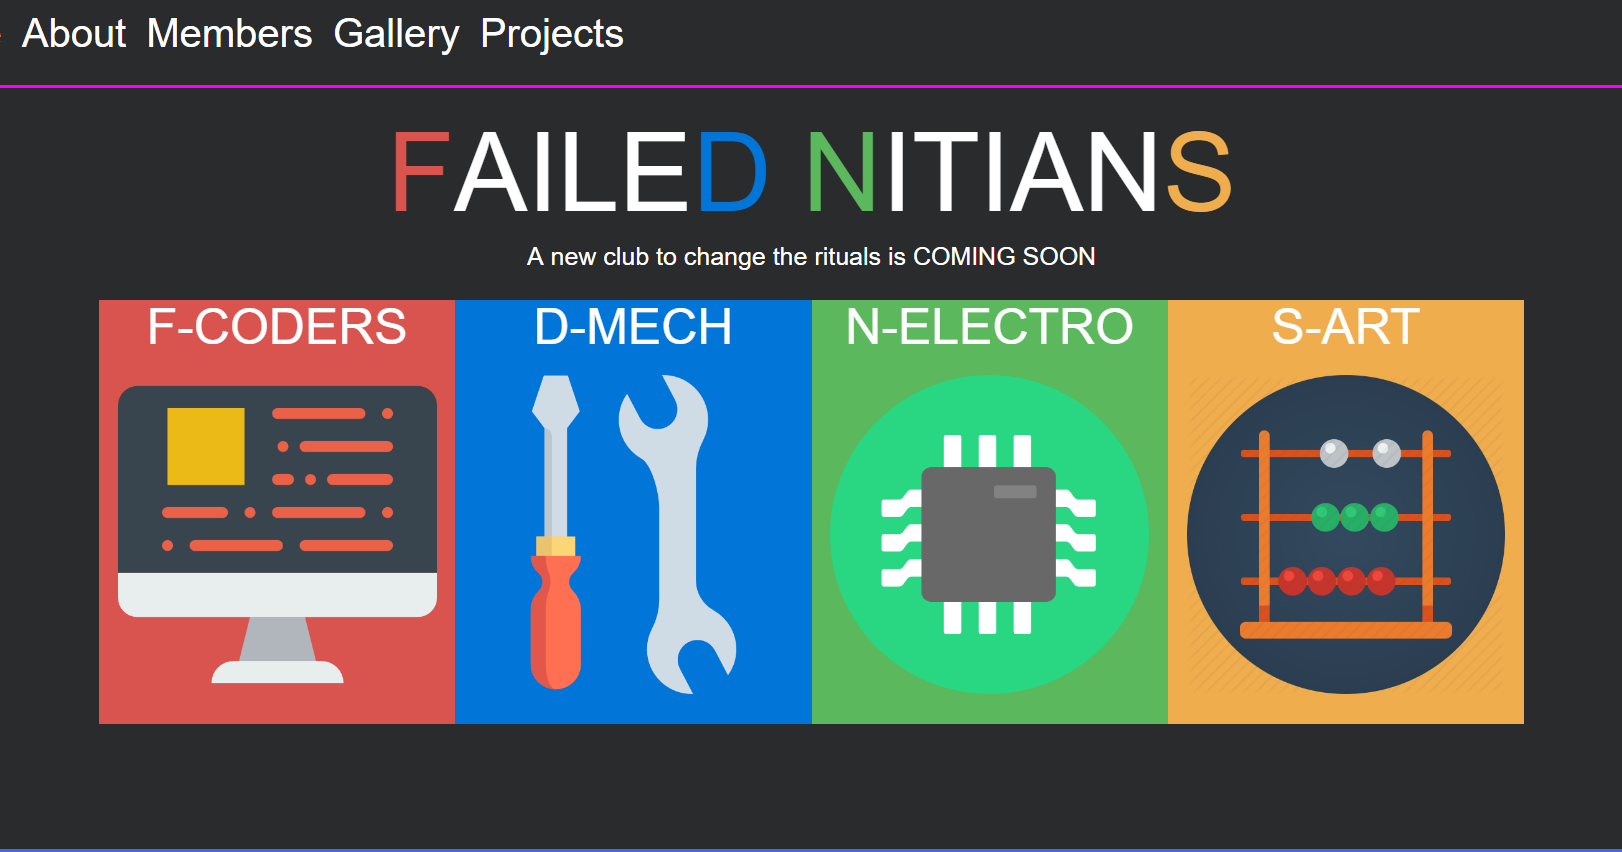 About Members Gallery Projects
FAILED NITIANS
A new club to change the rituals is COMING SOON
F-CODERS D-MECH N-ELECTRO S-ART